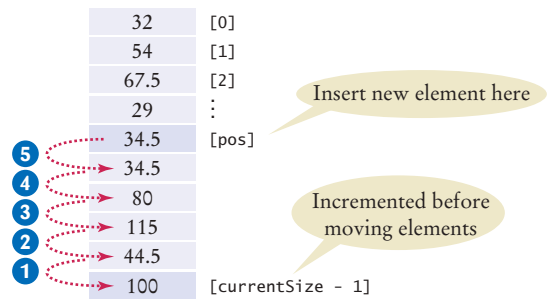 32 [0]
54 [1]
67.5 [2]
29 ⋮
34.5 [pos]
Insert new element here
5
34.5
4
80
3
115
2
44.5
1
100 [currentSize - 1]
Incremented before
moving elements